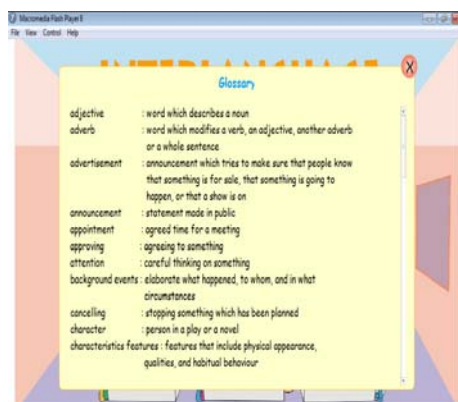 Macromedia Flash Player 8
File View Control Help
INTERLANGUAGE
Glossary
X
adjective : word which describes a noun
adverb : word which modifies a verb, an adjective, another adverb
or a whole sentence
advertisement : announcement which tries to make sure that people know
that something is for sale, that something is going to
happen, or that a show is on
announcement : statement made in public
appointment : agreed time for a meeting
approving : agreeing to something
attention : careful thinking on something
background events : elaborate what happened, to whom, and in what
circumstances
cancelling : stopping something which has been planned
character : person in a play or a novel
characteristics features : features that include physical appearance,
qualities, and habitual behaviour